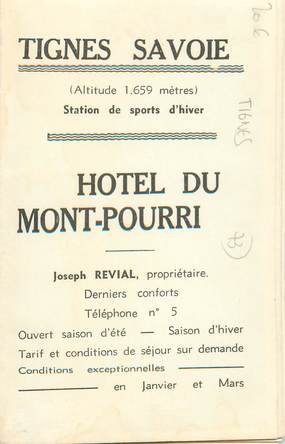 TIGNES SAVOIE
(Altitude 1.659 mètres)
Station de sports d'hiver
HOTEL DU
MONT-POURRI
Joseph REVIAL, propriétaire.
Derniers conforts
Téléphone n° 5
Ouvert saison d'été — Saison d'hiver
Tarif et conditions de séjour sur demande
Conditions exceptionnelles ———
——— en Janvier et Mars
TIGNES